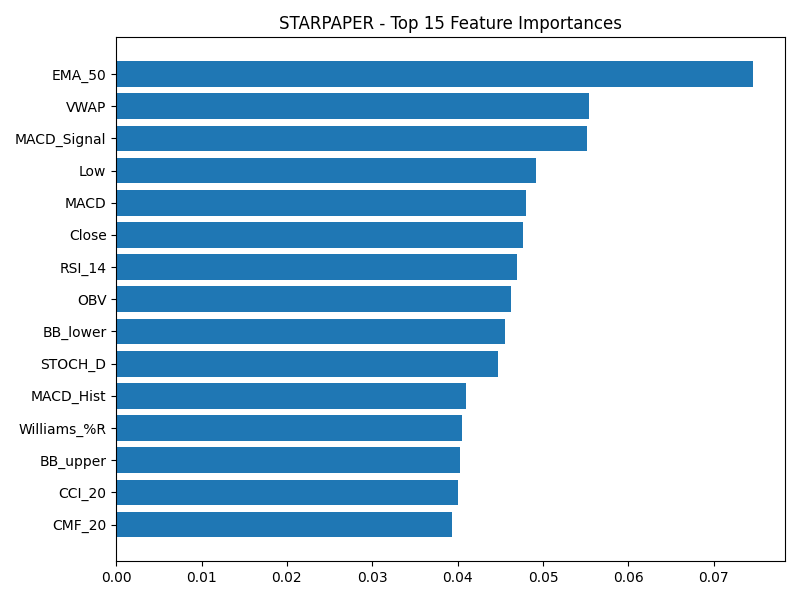 STARPAPER - Top 15 Feature Importances
EMA_50
VWAP
MACD_Signal
Low
MACD
Close
RSI_14
OBV
BB_lower
STOCH_D
MACD_Hist
Williams_%R
BB_upper
CCI_20
CMF_20
0.00 0.01 0.02 0.03 0.04 0.05 0.06 0.07